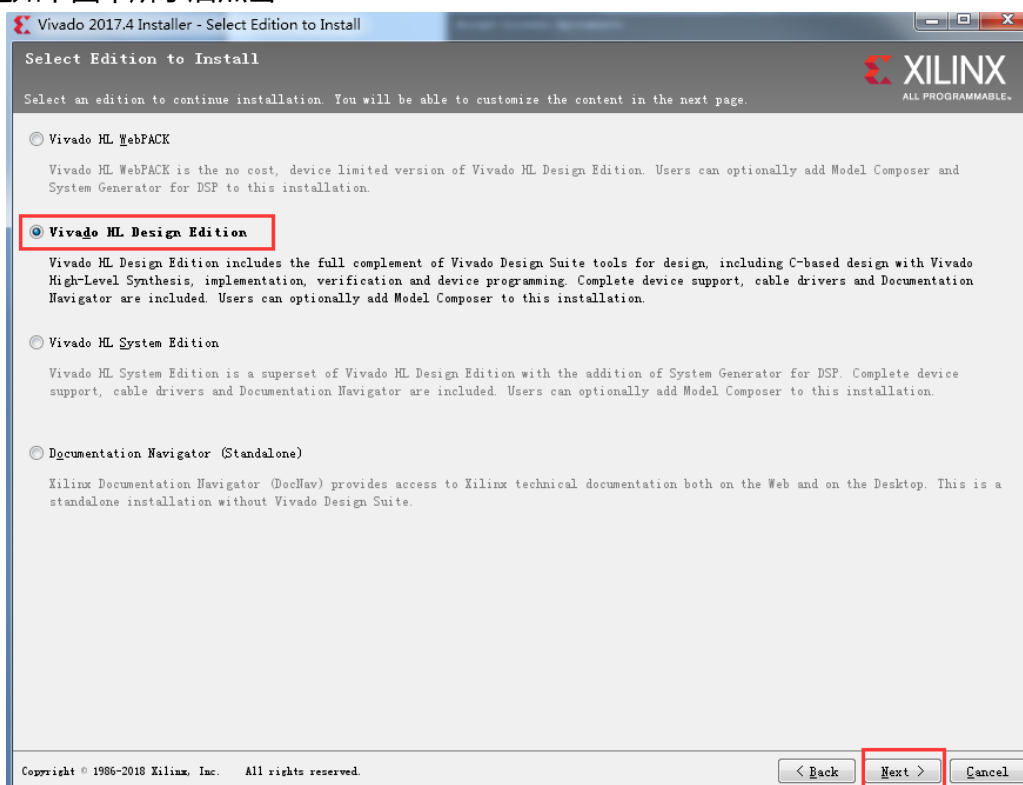 Vivado 2017.4 Installer - Select Edition to Install
Select Edition to Install
XILINX
ALL PROGRAMMABLE.
Select an edition to continue installation. You will be able to customize the content in the next page.
Vivado HL WebPACK
Vivado HL WebPACK is the no cost, device limited version of Vivado HL Design Edition. Users can optionally add Model Composer and
System Generator for DSP to this installation.
Vivado HL Design Edition
Vivado HL Design Edition includes the full complement of Vivado Design Suite tools for design, including C-based design with Vivado
High-Level Synthesis, implementation, verification and device programming. Complete device support, cable drivers and Documentation
Navigator are included. Users can optionally add Model Composer to this installation.
Vivado HL System Edition
Vivado HL System Edition is a superset of Vivado HL Design Edition with the addition of System Generator for DSP. Complete device
support, cable drivers and Documentation Navigator are included. Users can optionally add Model Composer to this installation.
Documentation Navigator (Standalone)
Xilinx Documentation Navigator (DocNav) provides access to Xilinx technical documentation both on the Web and on the Desktop. This is a
standalone installation without Vivado Design Suite.
Copyright © 1986-2018 Xilinx, Inc. All rights reserved.
< Back
Next >
Cancel